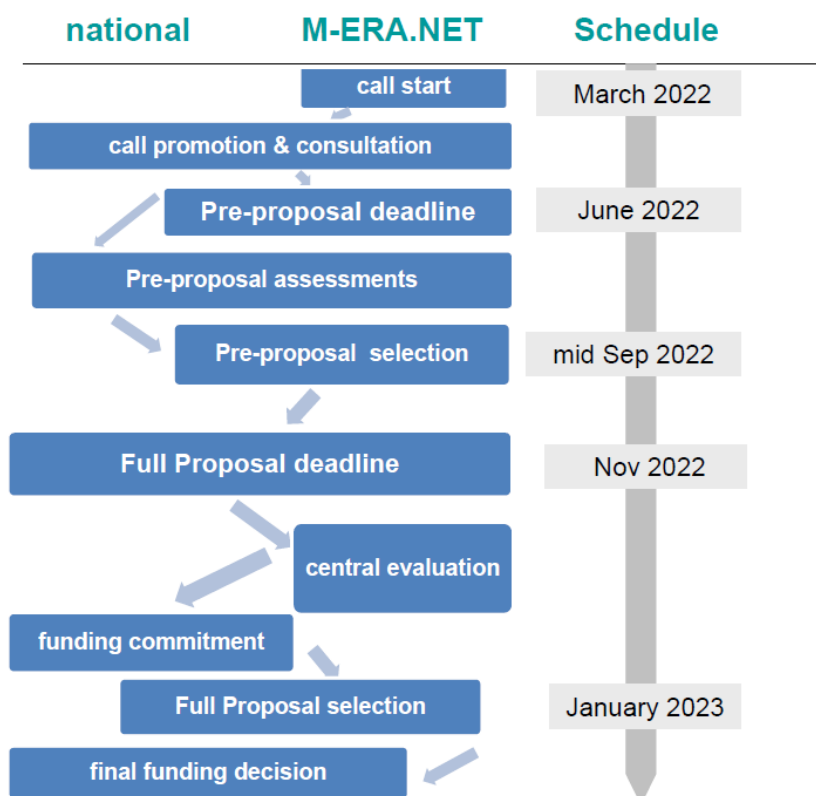 national M-ERA.NET Schedule
call start
March 2022
call promotion & consultation
Pre-proposal deadline
June 2022
Pre-proposal assessments
Pre-proposal selection
mid Sep 2022
Full Proposal deadline
Nov 2022
central evaluation
funding commitment
Full Proposal selection
January 2023
final funding decision